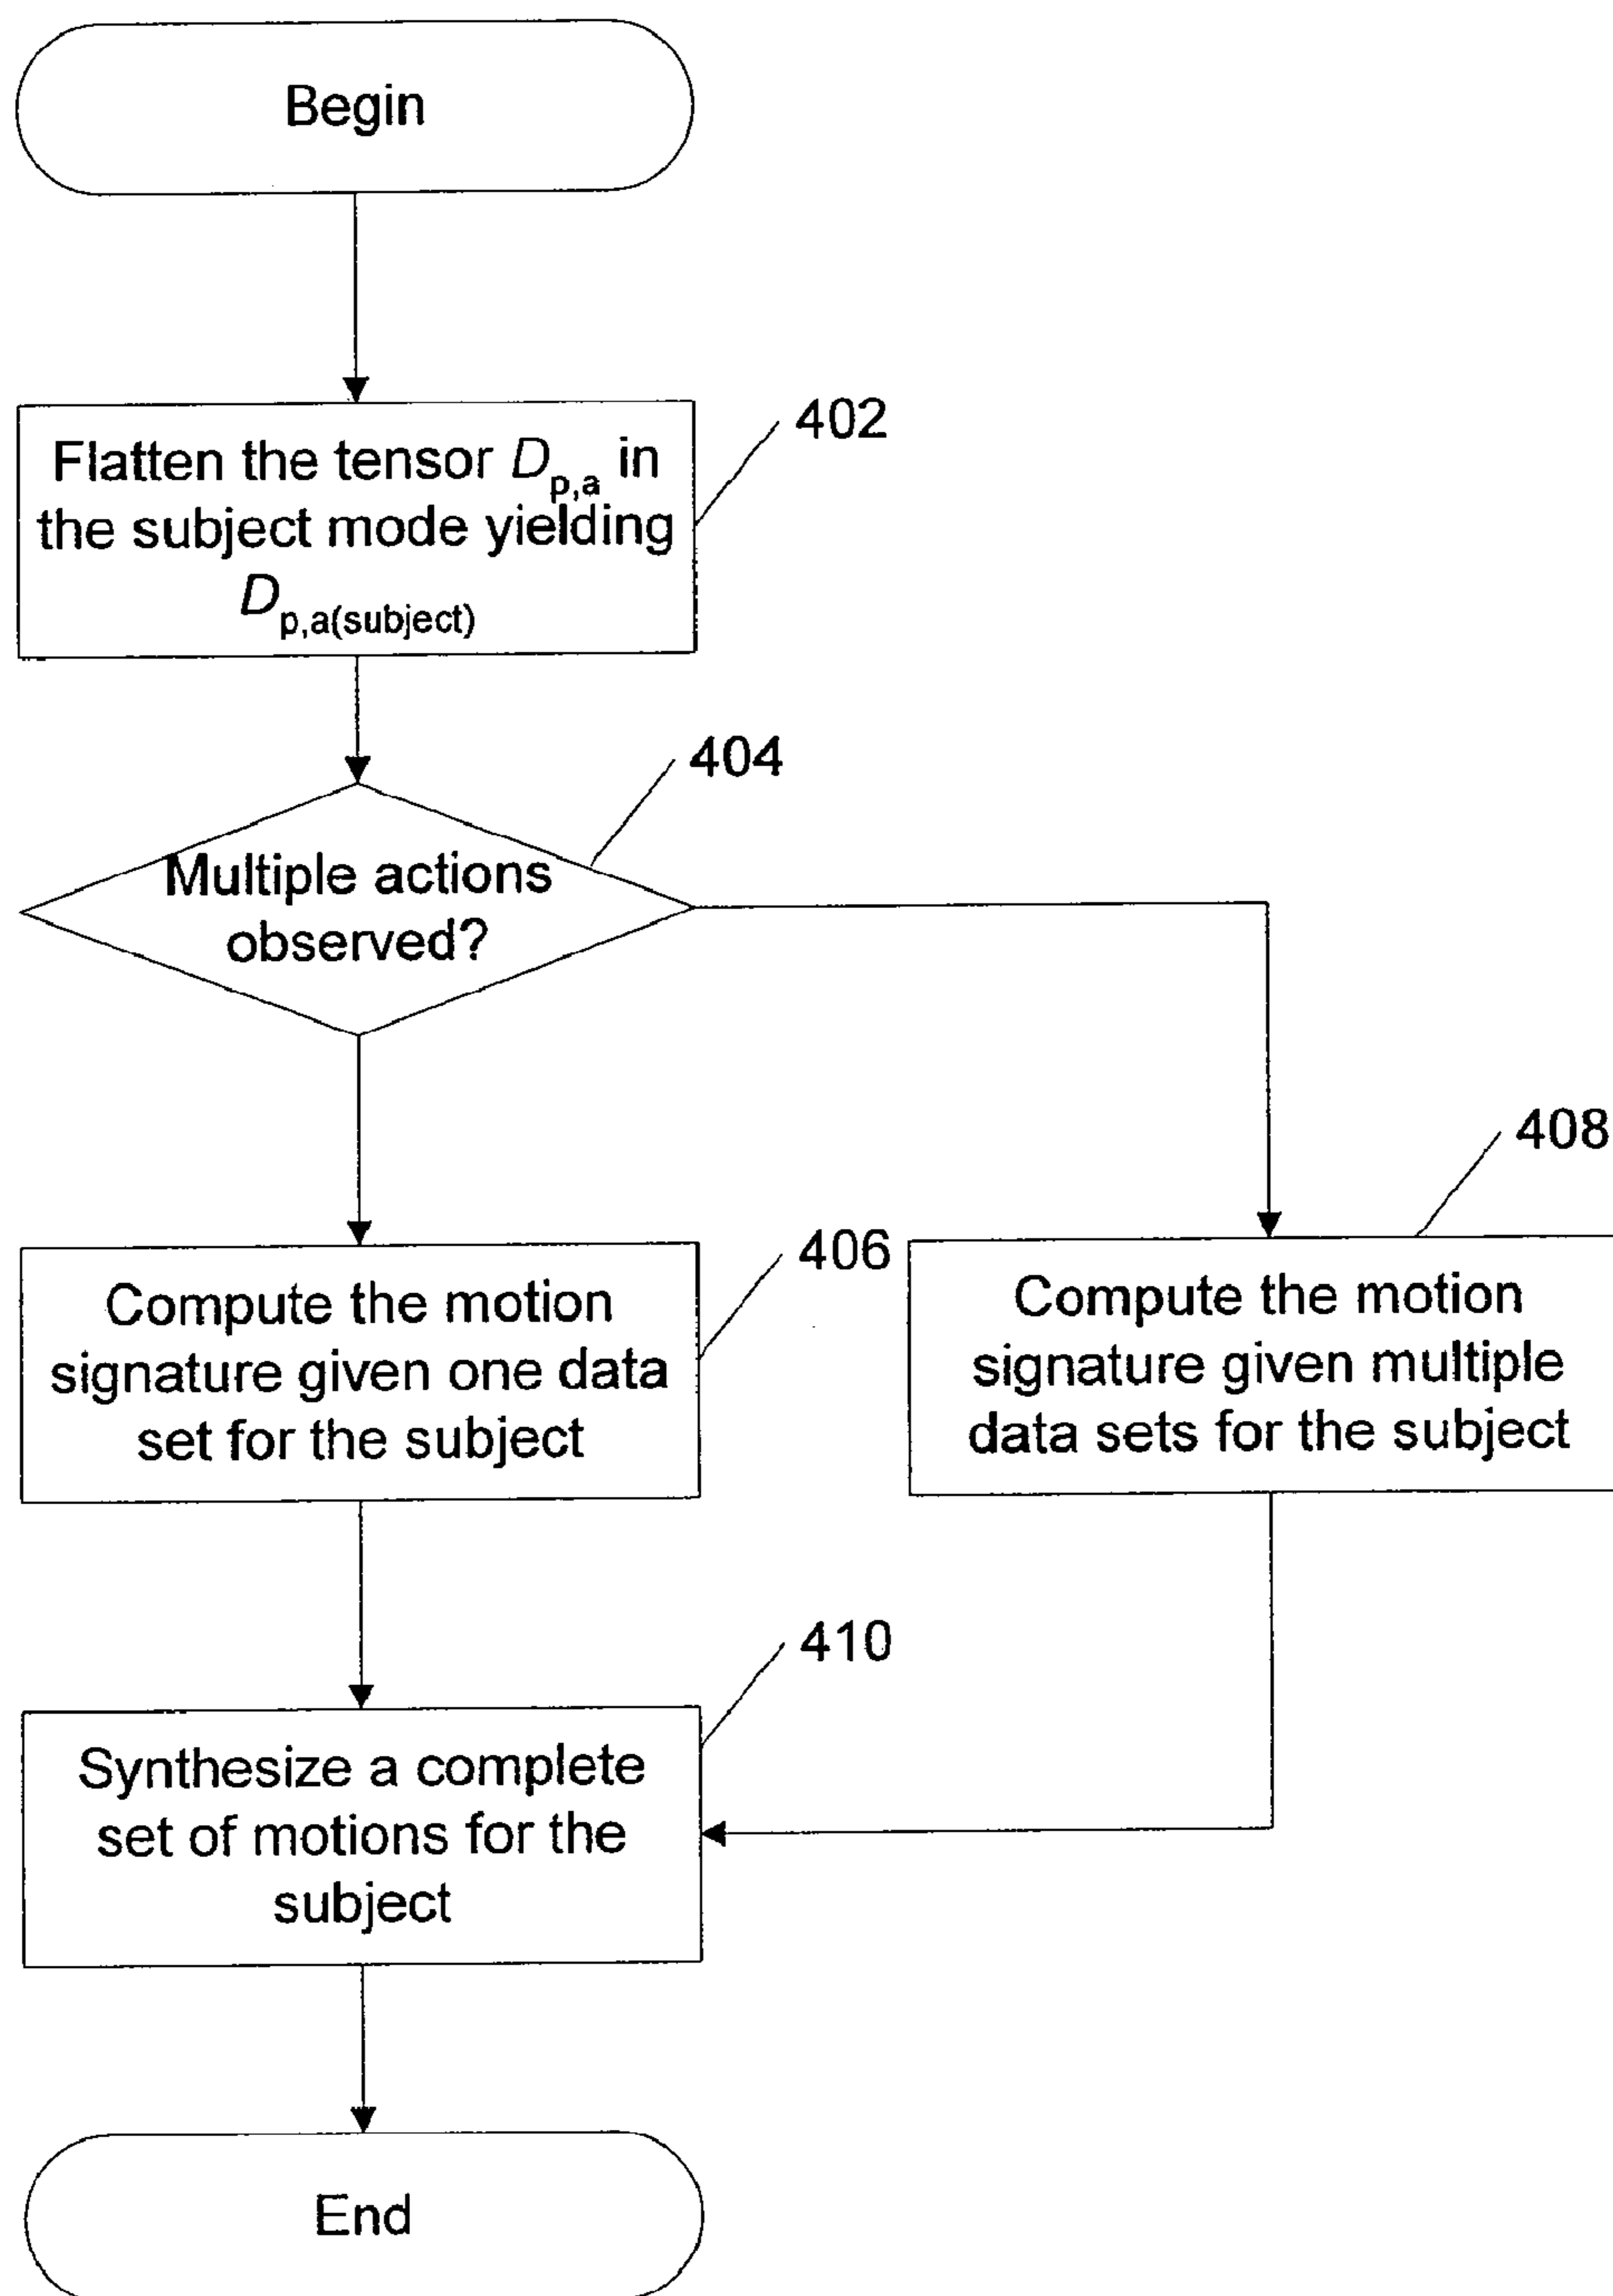 Begin
402
Flatten the tensor D p,a in
the subject mode yielding
D p,a(subject)
404
Multiple actions
observed?
406
Compute the motion
signature given one data
set for the subject
408
Compute the motion
signature given multiple
data sets for the subject
410
Synthesize a complete
set of motions for the
subject
End